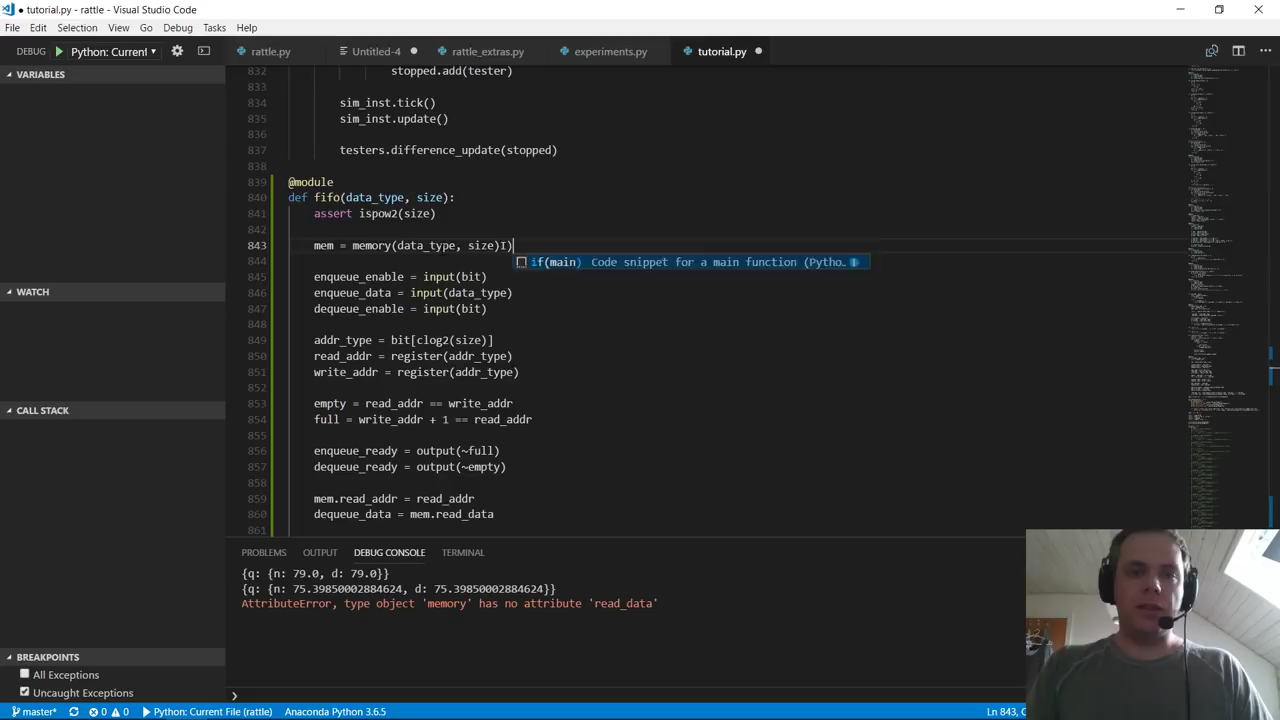 tutorial.py - rattle - Visual Studio Code
File Edit Selection View Go Debug Tasks Help
DEBUG Python: Current
rattle.py Untitled-4 rattle_extras.py experiments.py tutorial.py
VARIABLES
832 stopped.add(tester)
833
834 sim_inst.tick()
835 sim_inst.update()
836
837 testers.difference_update(stopped)
838
839 @module
840 def fifo(data_type, size):
841 assert ispow2(size)
842
843 mem = memory(data_type, size)I)
if(main) Code snippet for a main function (Pytho…
844
845 enqueue_enable = input(bit)
846 enqueue_data = input(data_type)
847 dequeue_enable = input(bit)
848
849 addr_type = bit[clog(size)]
850 read_addr = register(addr_type)
851 write_addr = register(addr_type)
852
853 empty = read_addr == write_addr
854 full = write_addr + 1 == read_addr
855
856 enqueue_ready = output(~full)
857 dequeue_ready = output(~empty)
858
859 mem.read_addr = read_addr
860 dequeue_data = mem.read_data
861
WATCH
CALL STACK
BREAKPOINTS
All Exceptions
Uncaught Exceptions
PROBLEMS OUTPUT DEBUG CONSOLE TERMINAL
{q: {n: 79.0, d: 79.0}}
{q: {n: 75.39850002884624, d: 75.39850002884624}}
AttributeError, type object 'memory' has no attribute 'read_data'
master* 0 0 Python: Current File (rattle) Anaconda Python 3.6.5 Ln 843, C